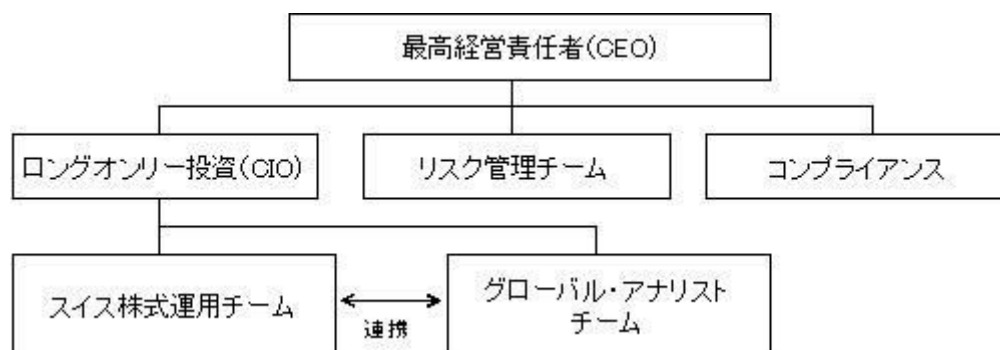 最高経営責任者(CEO)
ロングオンリー投資(CIO)
リスク管理チーム
コンプライアンス
スイス株式運用チーム
連携
グローバル・アナリスト
チーム